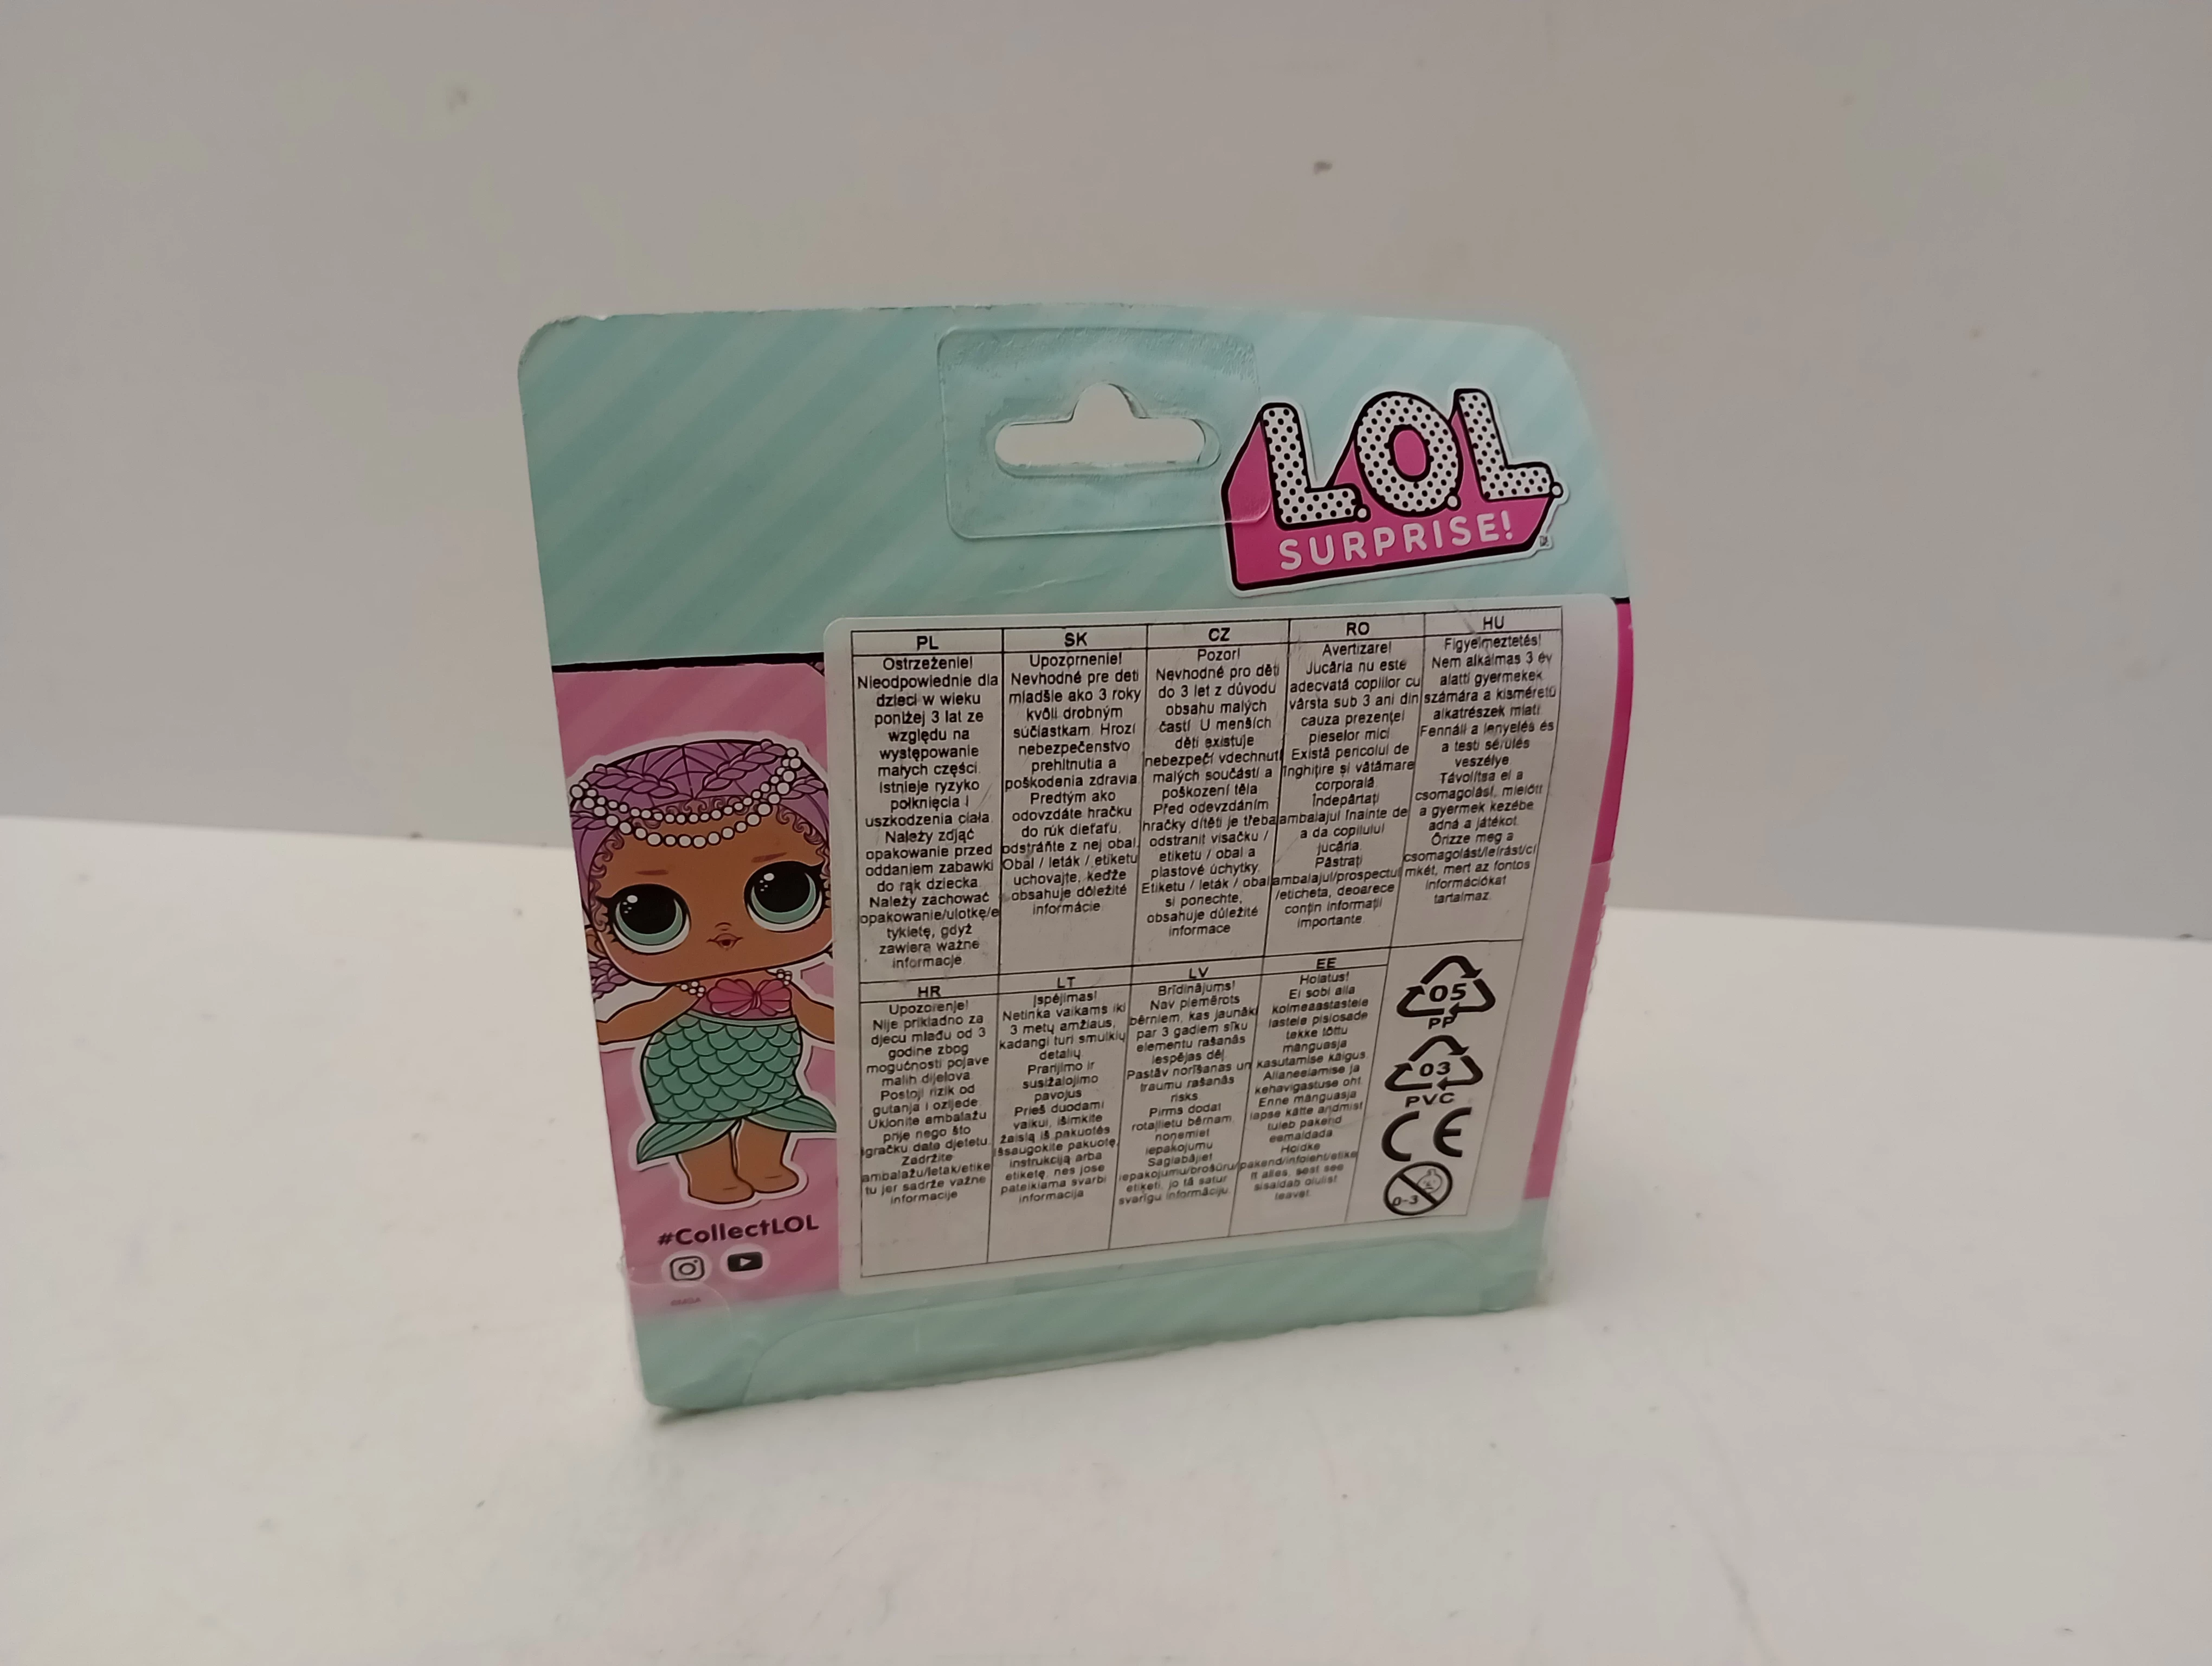 L.O.L.
SURPRISE!
PL
Ostrzeżenie!
Nieodpowiednie dla
dzieci w wieku
poniżej 3 lat ze
względu na
występowanie
małych części.
Istnieje ryzyko
połknięcia i
uszkodzenia ciała.
Należy zdjąć
opakowanie przed
oddaniem zabawki
do rąk dziecka.
Należy zachować
opakowanie/ulotkę/e
tykietę, gdyż
zawiera ważne
informacje
SK
Upozornenie!
Nevhodné pre deti
mladšie ako 3 roky
kvôli drobným
súčiastkam. Hrozí
nebezpečenstvo
prehltnutia a
poškodenia zdravia.
Predtým ako
odovzdáte hračku
do rúk dieťaťu,
odstráňte z nej obal.
Obal / leták / etiketu
uchovajte, keďže
obsahuje dôležité
informácie.
CZ
Pozor!
Nevhodné pro děti
do 3 let z důvodu
obsahu malých
částí. U menších
dětí existuje
nebezpečí vdechnutí
malých součástí a
poškození těla
Před odevzdáním
hračky dítěti je třeba
odstranit visačku /
etiketu / obal a
plastové úchytky.
Etiketu / leták / obal
si ponechte,
obsahuje důležité
informace
RO
Avertizare!
Jucăria nu este
adecvată copiilor cu
vârsta sub 3 ani din
cauza prezenței
pieselor mici
Există pericolul de
înghițire și vătămare
corporală.
Îndepărtați
ambalajul înainte de
a da copilului
jucăria.
Păstrați
ambalajul/prospectul
/eticheta, deoarece
conțin informații
importante.
HU
Figyelmeztetés!
Nem alkalmas 3 év
alatti gyermekek
számára a kisméretű
alkatrészek miatt.
Fennáll a lenyelés és
a testi sérülés
veszélye.
Távolítsa el a
csomagolást, mielőtt
a gyermek kezébe
adná a játékot.
Őrizze meg a
csomagolást/leírást/cí
mkét, mert az fontos
információkat
tartalmaz.
HR
Upozorenje!
Nije prikladno za
djecu mlađu od 3
godine zbog
mogućnosti pojave
malih dijelova.
Postoji rizik od
gutanja i ozljede.
Uklonite ambalažu
prije nego što
igračku date djetetu.
Zadržite
ambalažu/letak/etike
tu jer sadrže važne
informacije
LT
Įspėjimas!
Netinka vaikams iki
3 metų amžiaus,
kadangi turi smulkių
detalių.
Prarijimo ir
susižalojimo
pavojus
Prieš duodami
vaikui, išimkite
žaislą iš pakuotės
Išsaugokite pakuotę,
instrukciją arba
etiketę, nes jose
pateikiama svarbi
informacija
LV
Brīdinājums!
Nav piemērots
bērniem, kas jaunāki
par 3 gadiem sīku
elementu rašanās
iespējas dēļ.
Pastāv norīšanas un
traumu rašanās
risks.
Pirms dodat
rotaļlietu bērnam,
noņemiet
iepakojumu
Saglabājiet
iepakojumu/brošūru/
etiķeti, jo tā satur
svarīgu informāciju.
EE
Hoiatus!
Ei sobi alla
kolmeaastastele
lastele pisiosade
tekke tõttu
mänguasja
kasutamise käigus.
Allaneelamise ja
kehavigastuse oht.
Enne mänguasja
lapse kätte andmist
tuleb pakend
eemaldada
Hoidke
pakend/infoleht/etike
tt alles, sest see
sisaldab olulist
teavet.
05
PP
03
PVC
CE
0-3
#CollectLOL